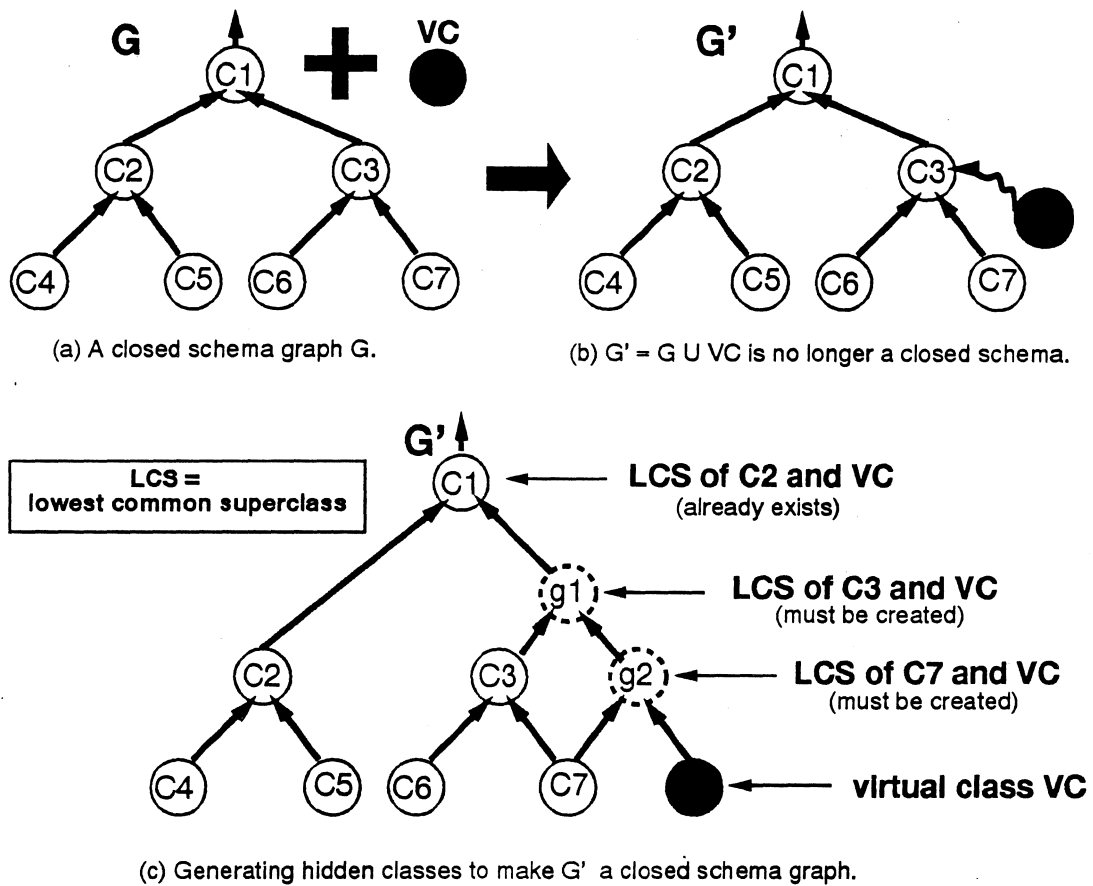 G
VC
C1
C2
C3
C4
C5
C6
C7
(a) A closed schema graph G.
G'
C1
C2
C3
C4
C5
C6
C7
(b) G' = G U VC is no longer a closed schema.
LCS =
lowest common superclass
G'
C1
LCS of C2 and VC
(already exists)
g1
LCS of C3 and VC
(must be created)
C2
C3
g2
LCS of C7 and VC
(must be created)
C4
C5
C6
C7
virtual class VC
(c) Generating hidden classes to make G' a closed schema graph.